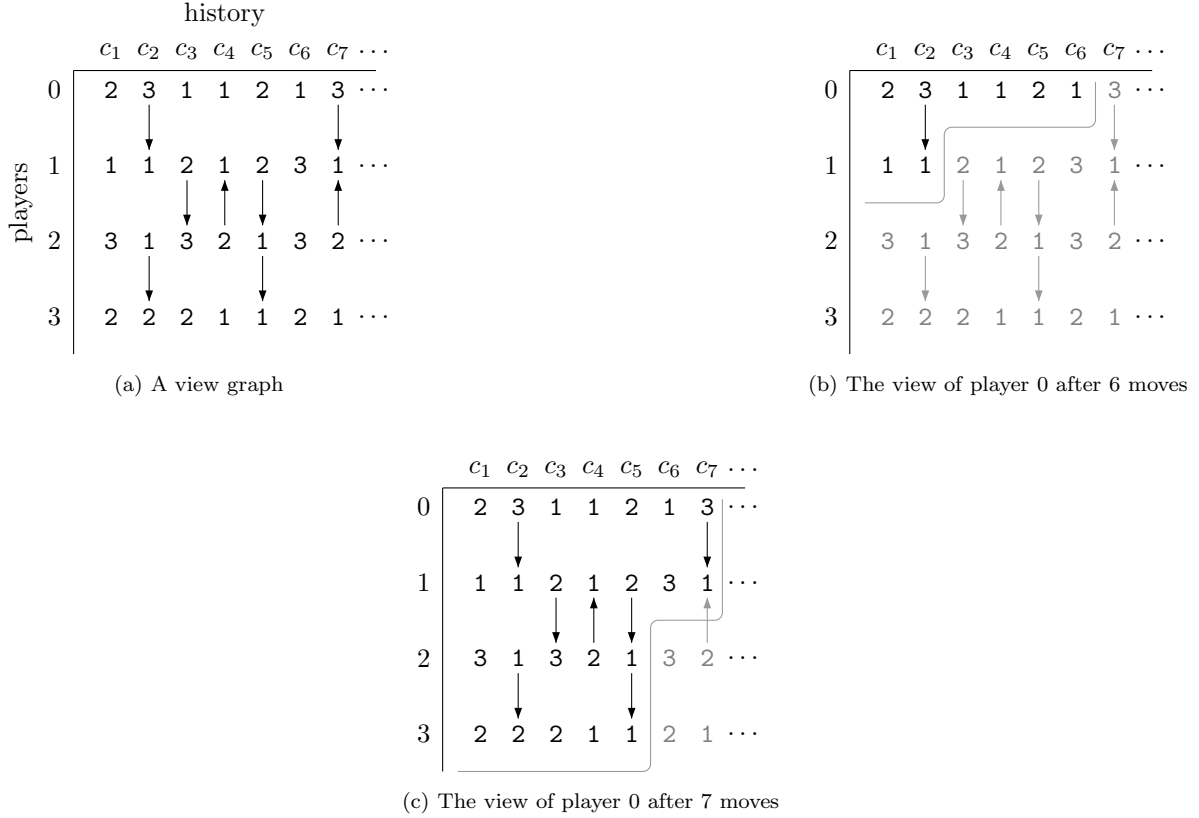 history
c1 c2 c3 c4 c5 c6 c7 ···
0 2 3 1 1 2 1 3 ···
1 1 1 2 1 2 3 1 ···
players
2 3 1 3 2 1 3 2 ···
3 2 2 2 1 1 2 1 ···
(a) A view graph
c1 c2 c3 c4 c5 c6 c7 ···
0 2 3 1 1 2 1 3 ···
1 1 1 2 1 2 3 1 ···
2 3 1 3 2 1 3 2 ···
3 2 2 2 1 1 2 1 ···
(b) The view of player 0 after 6 moves
c1 c2 c3 c4 c5 c6 c7 ···
0 2 3 1 1 2 1 3 ···
1 1 1 2 1 2 3 1 ···
2 3 1 3 2 1 3 2 ···
3 2 2 2 1 1 2 1 ···
(c) The view of player 0 after 7 moves